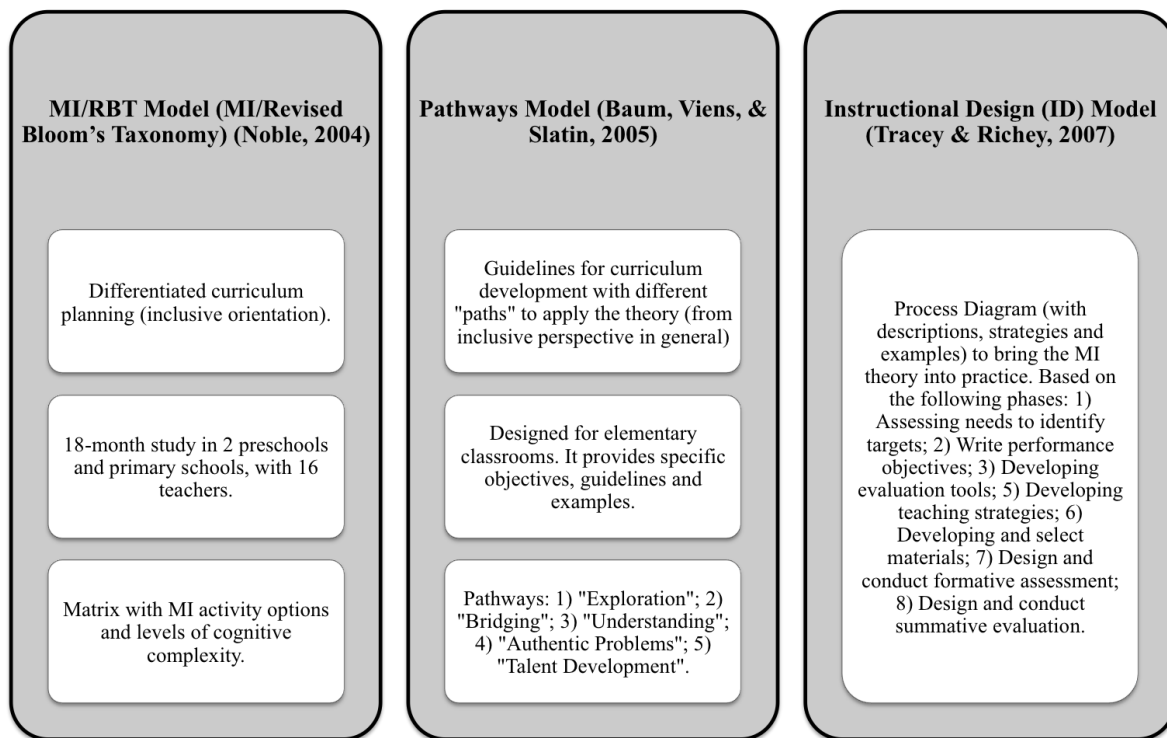 MI/RBT Model (MI/Revised
Bloom's Taxonomy) (Noble, 2004)
Differentiated curriculum
planning (inclusive orientation).
18-month study in 2 preschools
and primary schools, with 16
teachers.
Matrix with MI activity options
and levels of cognitive
complexity.
Pathways Model (Baum, Viens, &
Slatin, 2005)
Guidelines for curriculum
development with different
"paths" to apply the theory (from
inclusive perspective in general)
Designed for elementary
classrooms. It provides specific
objectives, guidelines and
examples.
Pathways: 1) "Exploration"; 2)
"Bridging"; 3) "Understanding";
4) "Authentic Problems"; 5)
"Talent Development".
Instructional Design (ID) Model
(Tracey & Richey, 2007)
Process Diagram (with
descriptions, strategies and
examples) to bring the MI
theory into practice. Based on
the following phases: 1)
Assessing needs to identify
targets; 2) Write performance
objectives; 3) Developing
evaluation tools; 5) Developing
teaching strategies; 6)
Developing and select
materials; 7) Design and
conduct formative assessment;
8) Design and conduct
summative evaluation.